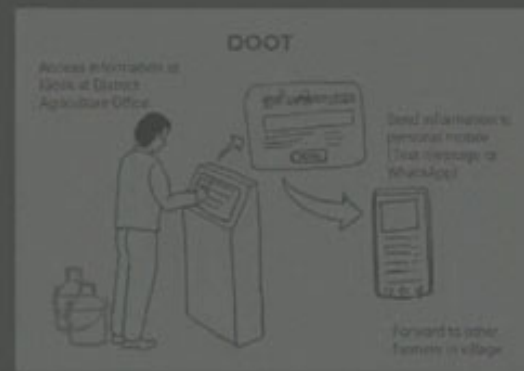 DOOT
Access information at
Kiosk at District
Agriculture Office
Send information to
personal mobile
(Text message or
WhatsApp)
Forward to other
farmers in village